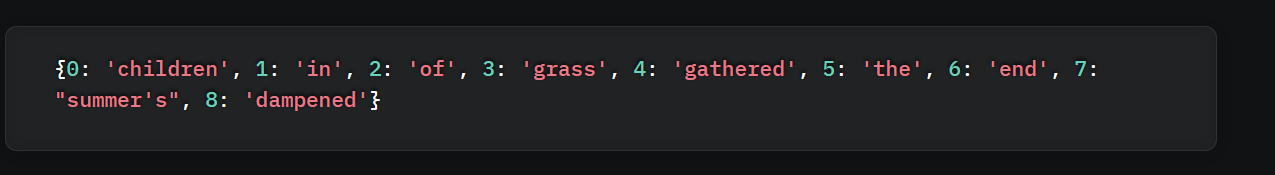 {0: 'children', 1: 'in', 2: 'of', 3: 'grass', 4: 'gathered', 5: 'the', 6: 'end', 7:
"summer's", 8: 'dampened'}